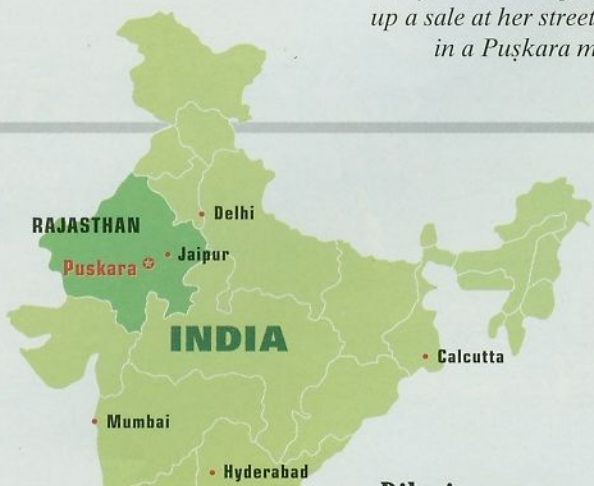 up a sale at her street
in a Puṣkara m
Delhi
RAJASTHAN
Jaipur
Puskara
INDIA
Calcutta
Mumbai
Hyderabad